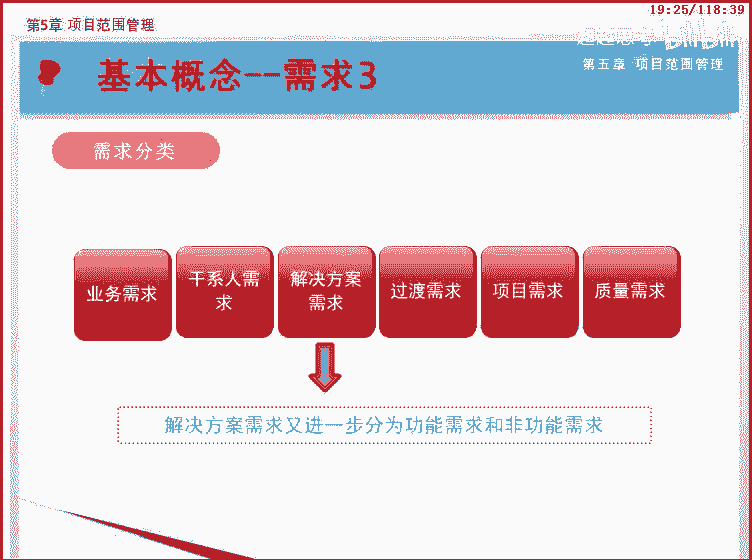 19:25/118:39
第5章 项目范围管理
bilibili
基本概念——需求3
第五章 项目范围管理
需求分类
业务需求
干系人需
求
解决方案
需求
过渡需求
项目需求
质量需求
解决方案需求又进一步分为功能需求和非功能需求